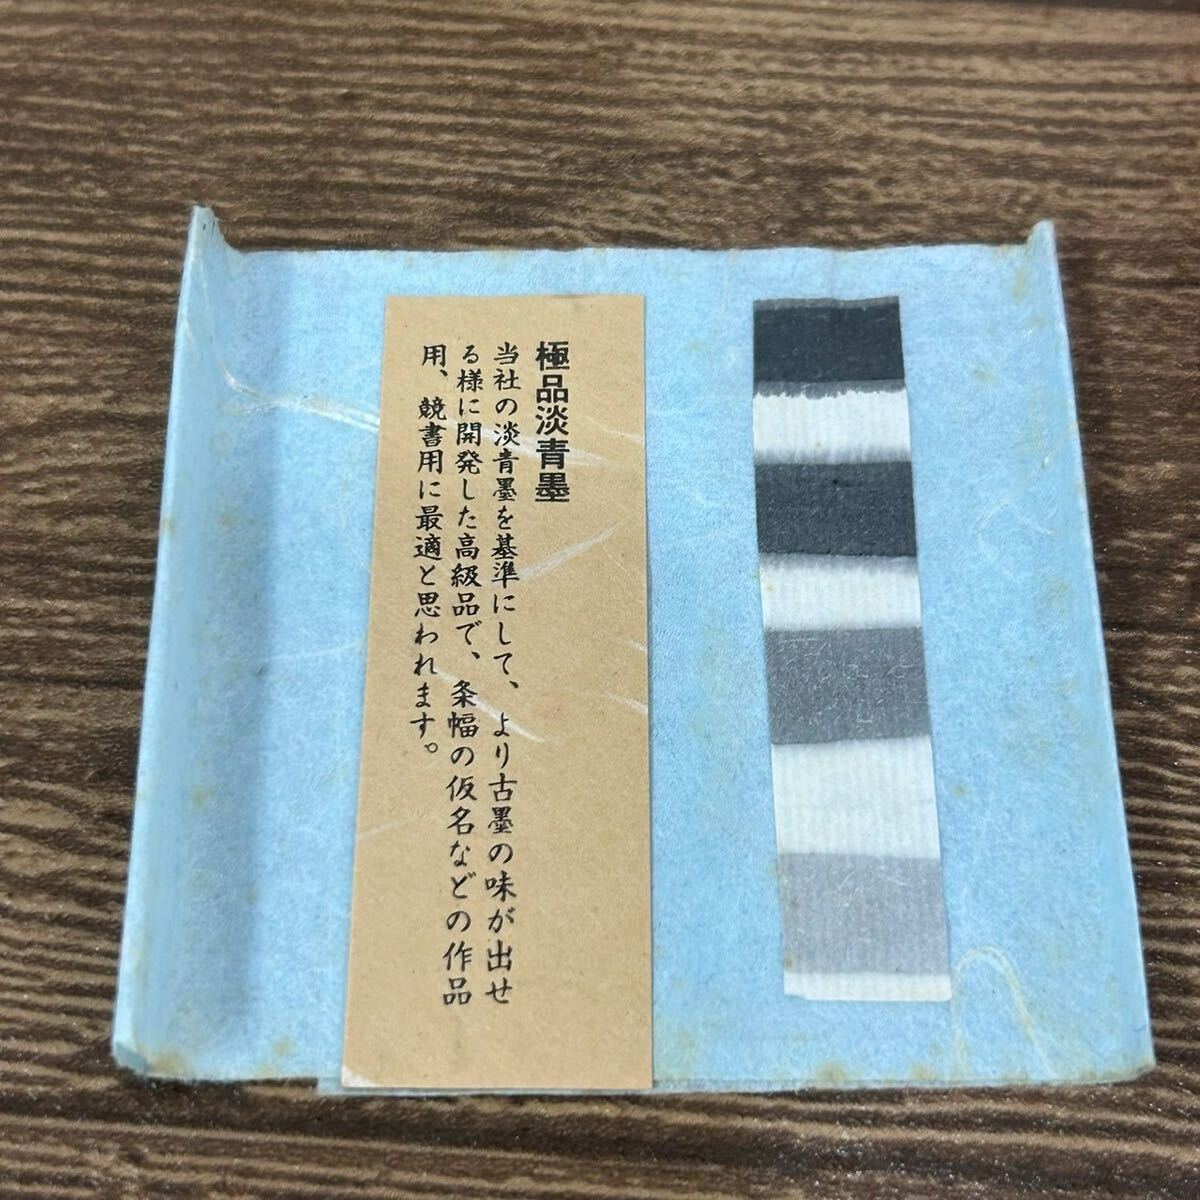 極品淡青墨
当社の淡青墨を基準にして、より古墨の味が出せ
る様に開発した高級品で、条幅の仮名などの作品
用、競書用に最適と思われます。